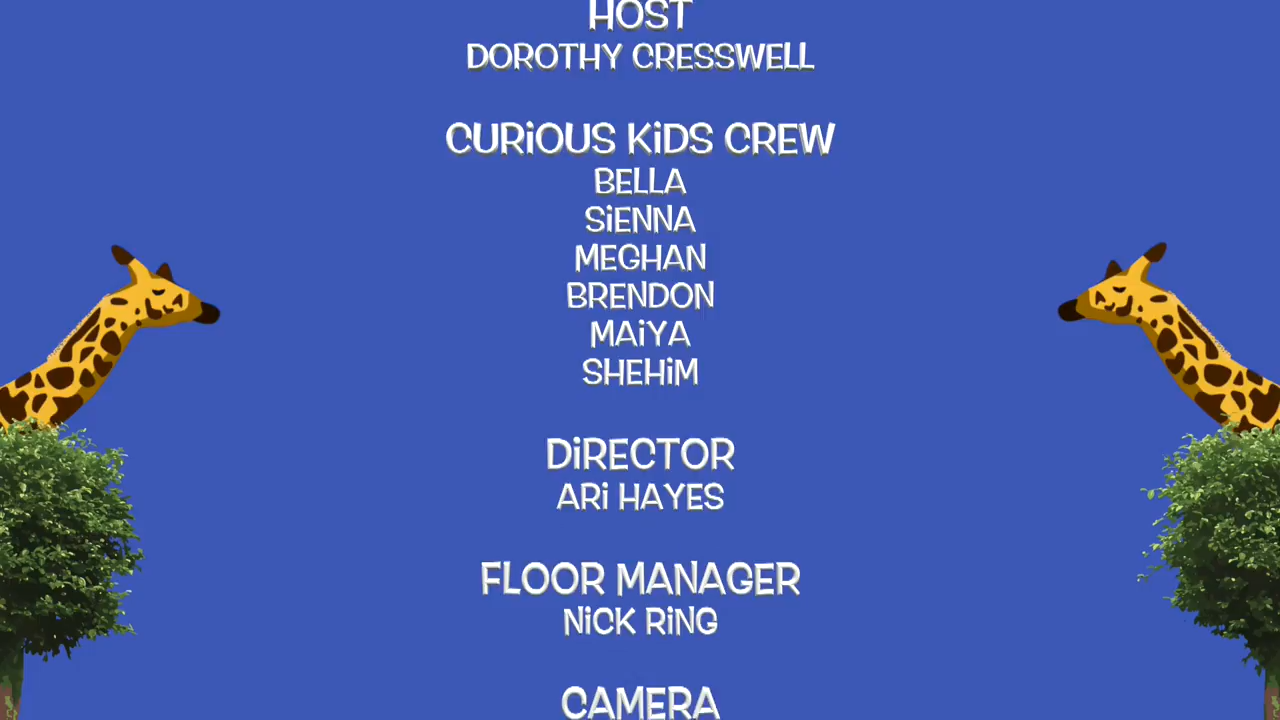 HOST
DOROTHY CRESSWELL
CURiOUS KiDS CREW
BELLA
SiENNA
MEGHAN
BRENDON
MAiYA
SHEHiM
DiRECTOR
ARi HAYES
FLOOR MANAGER
NiCK RiNG
CAMERA